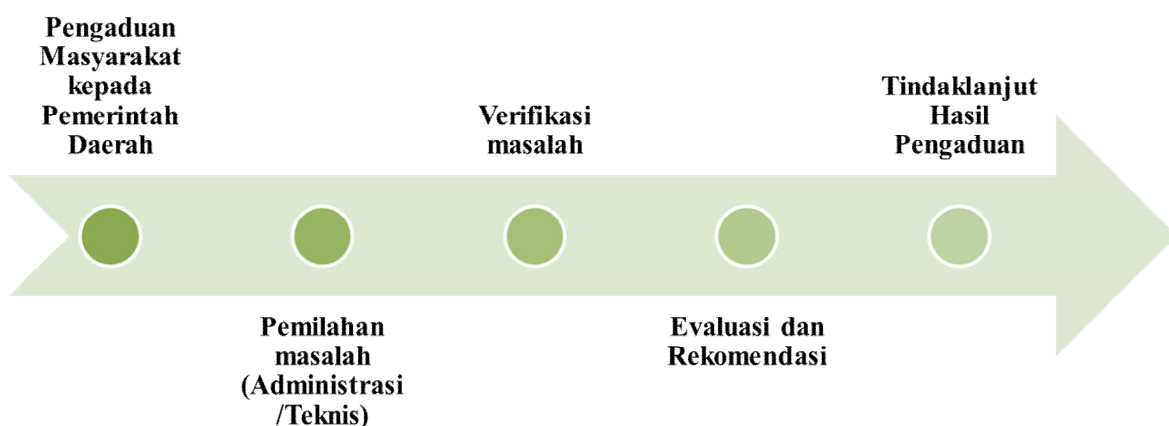 Pengaduan
Masyarakat
kepada
Pemerintah
Daerah
Pemilahan
masalah
(Administrasi
/Teknis)
Verifikasi
masalah
Evaluasi dan
Rekomendasi
Tindaklanjut
Hasil
Pengaduan